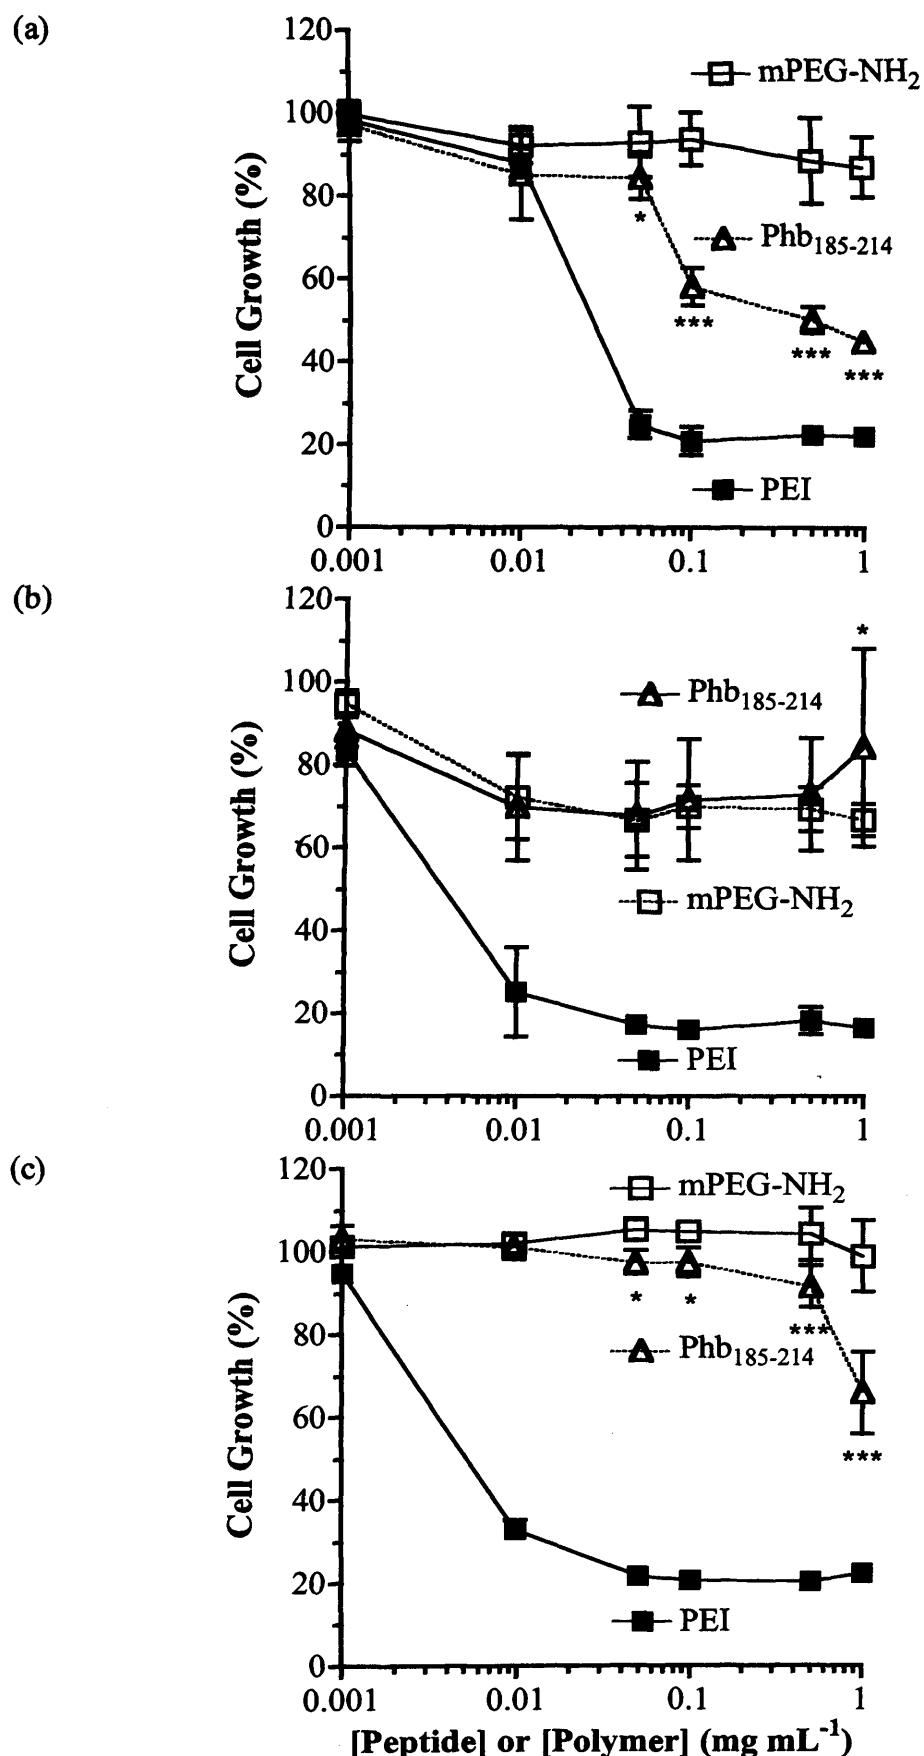 (a)
120
100
80
60
40
20
0
Cell Growth (%)
mPEG-NH2
Phb185-214
*
***
***
***
PEI
0.001 0.01 0.1 1
(b)
120
100
80
60
40
20
0
Cell Growth (%)
*
Phb185-214
mPEG-NH2
PEI
0.001 0.01 0.1 1
(c)
120
100
80
60
40
20
0
Cell Growth (%)
mPEG-NH2
* *
***
Phb185-214
***
PEI
0.001 0.01 0.1 1
[Peptide] or [Polymer] (mg mL-1)